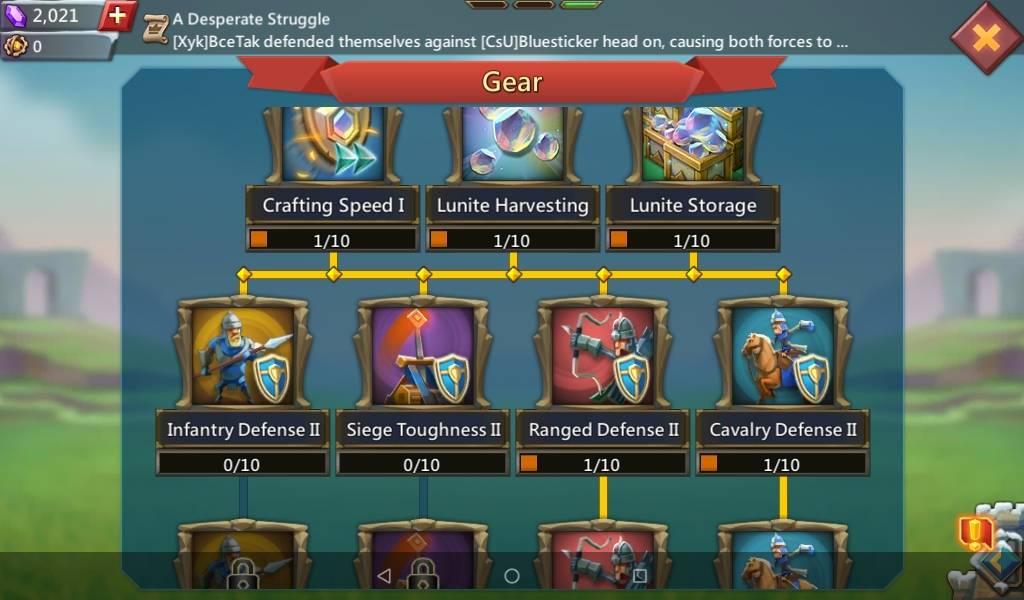 2,021
0
A Desperate Struggle
[Xyk]BceTak defended themselves against [CsU]Bluesticker head on, causing both forces to ...
Gear
Crafting Speed I
Lunite Harvesting
Lunite Storage
1/10
1/10
1/10
Infantry Defense II
Siege Toughness II
Ranged Defense II
Cavalry Defense II
0/10
0/10
1/10
1/10